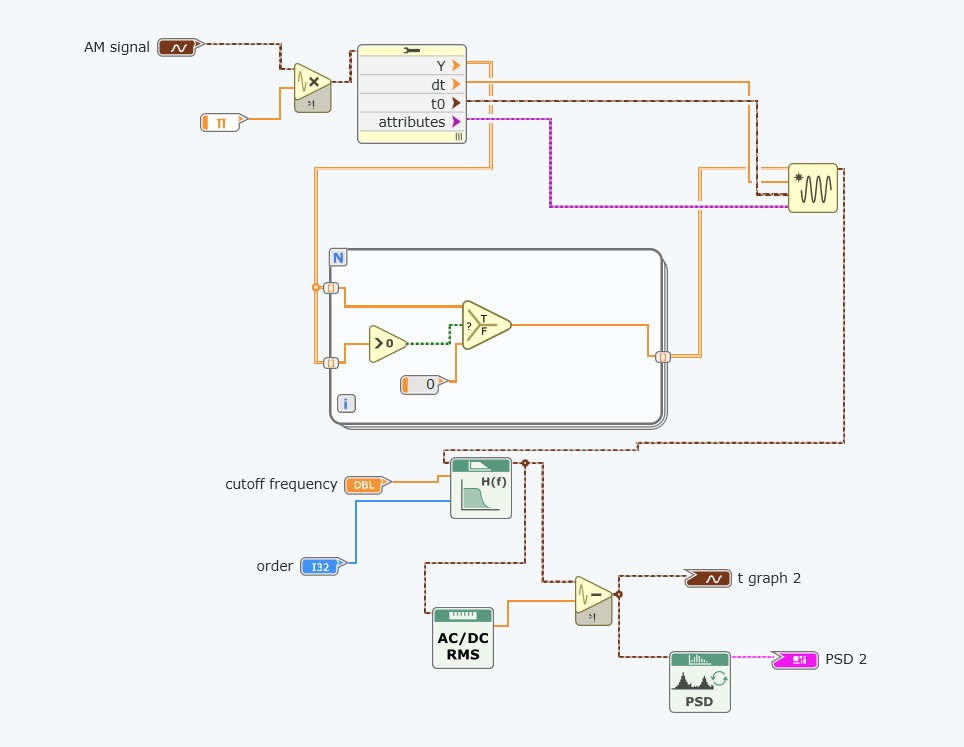 AM signal
×
π
Y
dt
t0
attributes
N
? T
F
> 0
0
i
cutoff frequency DBL
H(f)
order I32
t graph 2
AC/DC
RMS
PSD 2
PSD